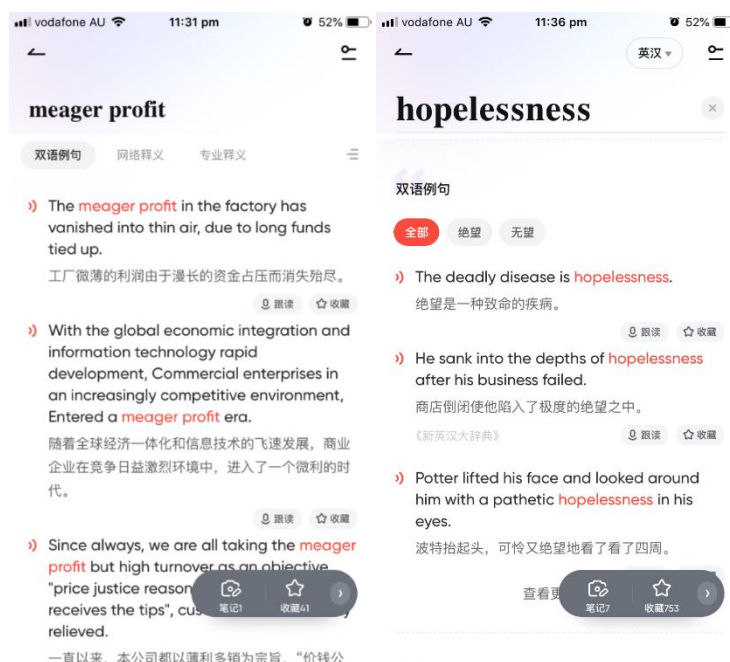 vodafone AU
11:31 pm
52%
meager profit
双语例句
网络释义
专业释义
The meager profit in the factory has
vanished into thin air, due to long funds
tied up.
工厂微薄的利润由于漫长的资金占压而消失殆尽。
跟读
收藏
With the global economic integration and
information technology rapid
development, Commercial enterprises in
an increasingly competitive environment,
Entered a meager profit era.
随着全球经济一体化和信息技术的飞速发展，商业
企业在竞争日益激烈环境中，进入了一个微利的时
代。
跟读
收藏
Since always, we are all taking the meager
profit but high turnover as an objective
"price justice reason
receives the tips", cus
relieved.
一直以来，本公司都以薄利多销为宗旨，“价钱公
笔记1
收藏41
vodafone AU
11:36 pm
52%
英汉
hopelessness
双语例句
全部
绝望
无望
The deadly disease is hopelessness.
绝望是一种致命的疾病。
跟读
收藏
He sank into the depths of hopelessness
after his business failed.
商店倒闭使他陷入了极度的绝望之中。
《新英汉大辞典》
跟读
收藏
Potter lifted his face and looked around
him with a pathetic hopelessness in his
eyes.
波特抬起头，可怜又绝望地看了看了四周。
查看更
笔记7
收藏753